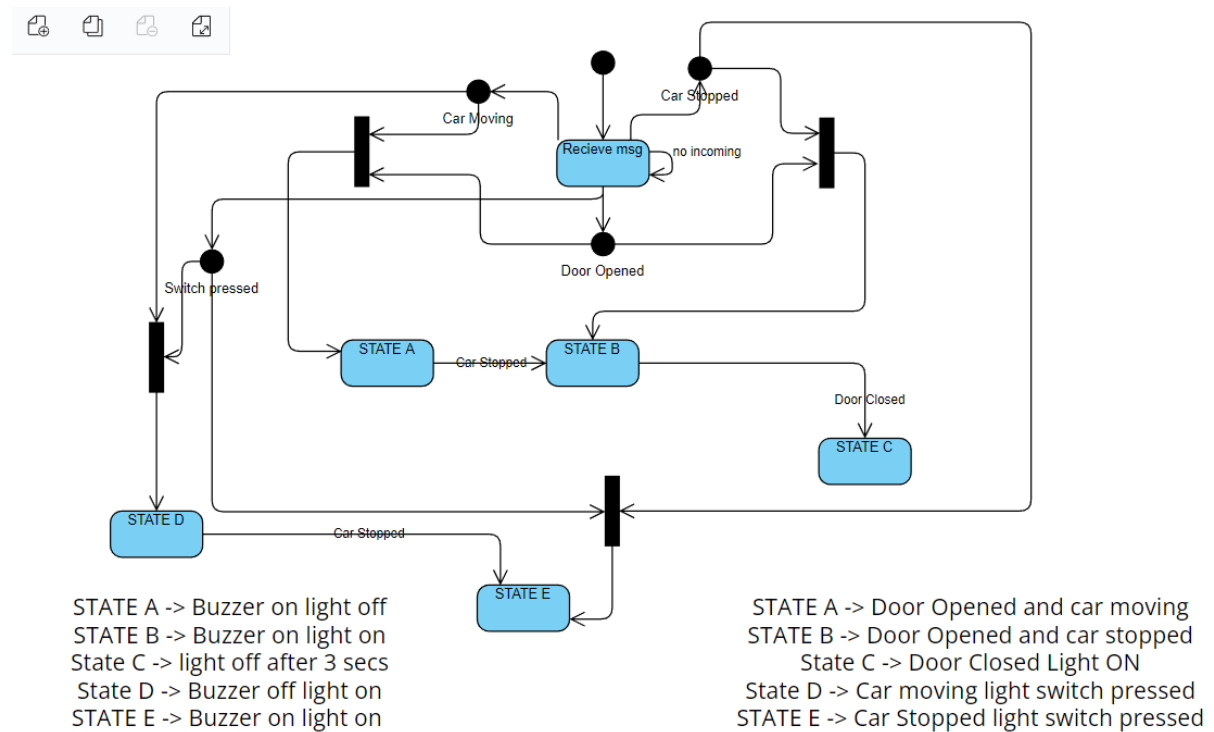 Car Stopped
Car Moving
Recieve msg
no incoming
Door Opened
Switch pressed
STATE A
Car Stopped
STATE B
Door Closed
STATE C
STATE D
Car Stopped
STATE E
STATE A -> Buzzer on light off
STATE B -> Buzzer on light on
State C -> light off after 3 secs
State D -> Buzzer off light on
STATE E -> Buzzer on light on
STATE A -> Door Opened and car moving
STATE B -> Door Opened and car stopped
State C -> Door Closed Light ON
State D -> Car moving light switch pressed
STATE E -> Car Stopped light switch pressed